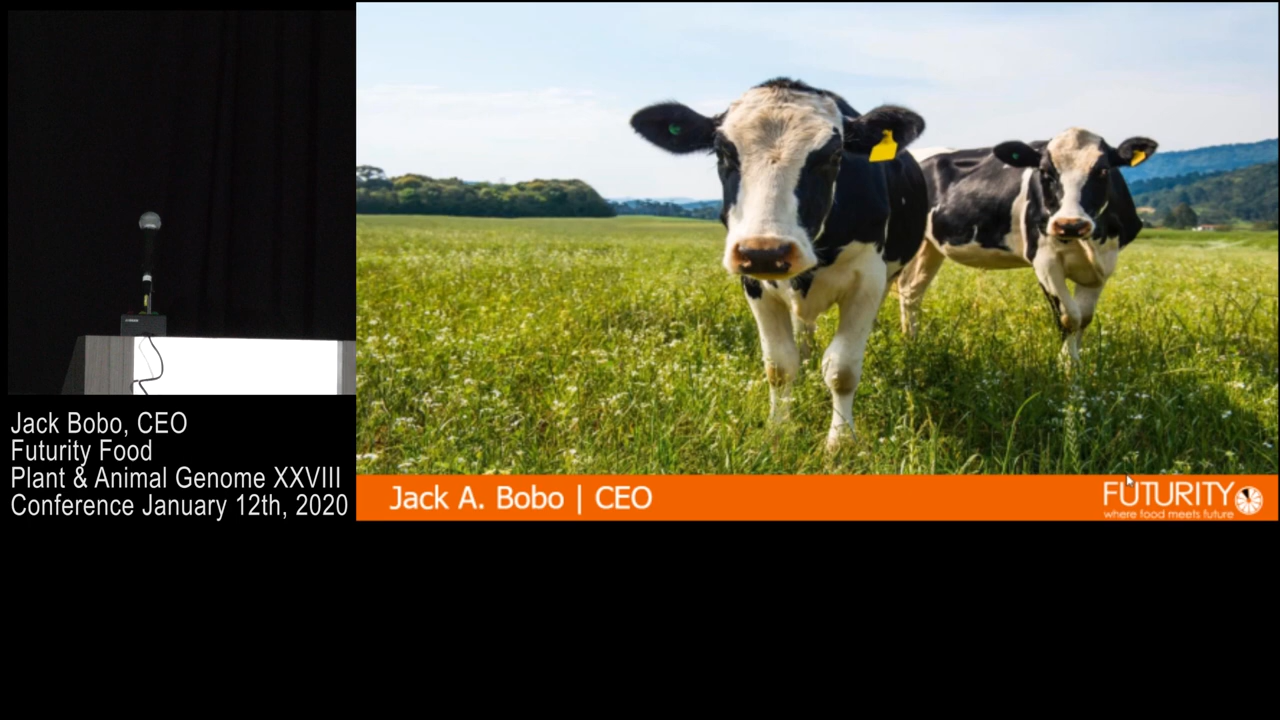 Jack Bobo, CEO
Futurity Food
Plant & Animal Genome XXVIII
Conference January 12th, 2020
Jack A. Bobo | CEO
FUTURITY
where food meets future